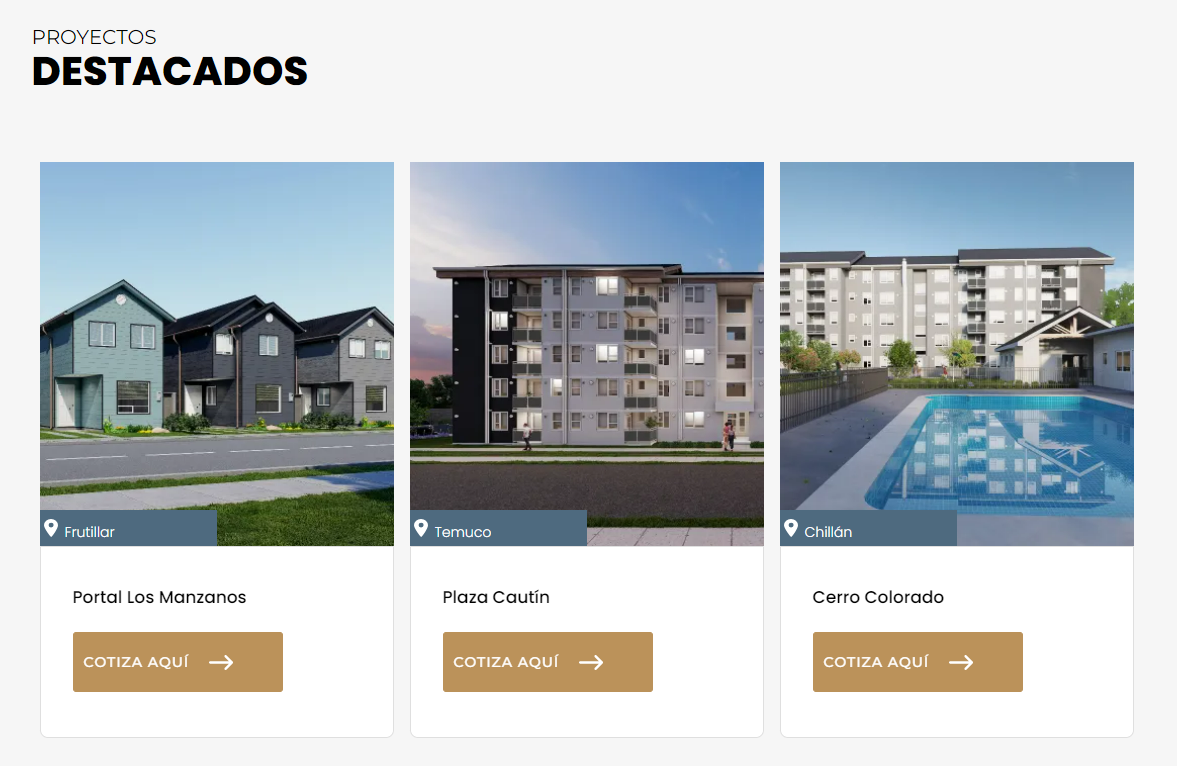 PROYECTOS
DESTACADOS
Frutillar
Temuco
Chillán
Portal Los Manzanos
Plaza Cautín
Cerro Colorado
COTIZA AQUÍ
COTIZA AQUÍ
COTIZA AQUÍ